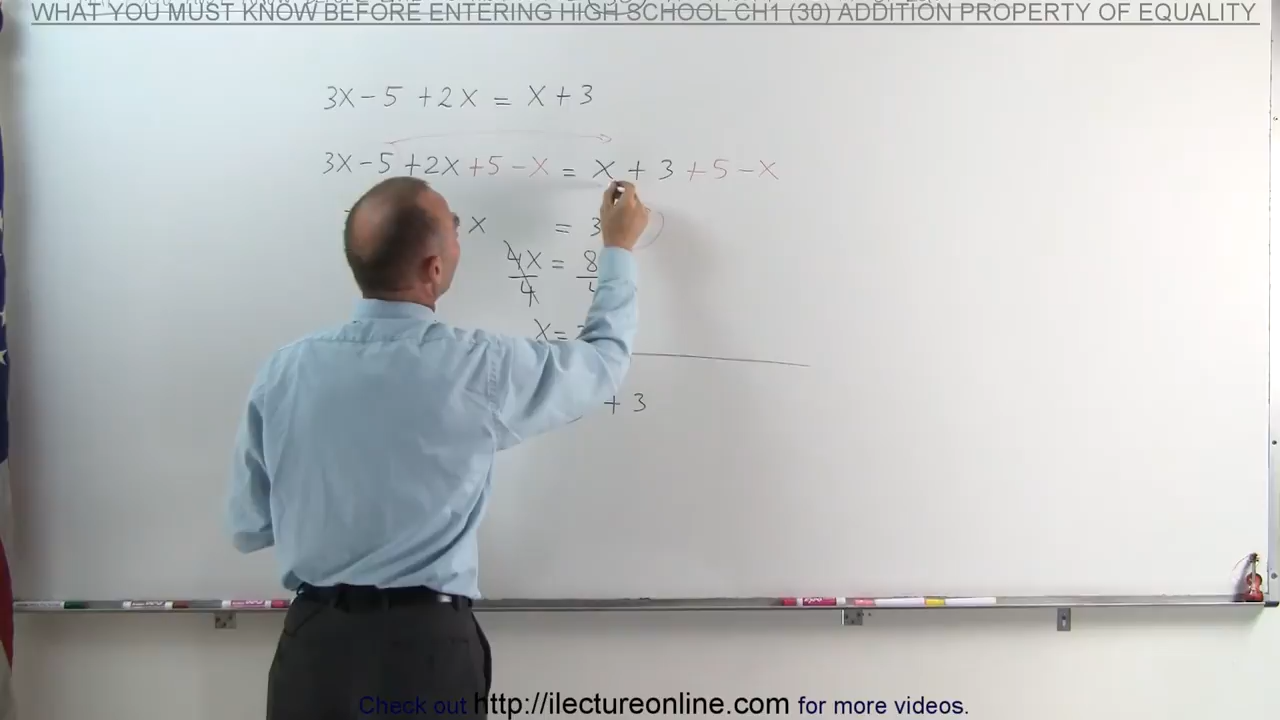 WHAT YOU MUST KNOW BEFORE ENTERING HIGH SCHOOL CH1 (30) ADDITION PROPERTY OF EQUALITY
3X - 5 + 2X = X + 3
3X - 5 + 2X + 5 - X = X + 3 + 5 - X
X = 3
4X = 8
4
X =
+ 3
Check out http://ilectureonline.com for more videos.